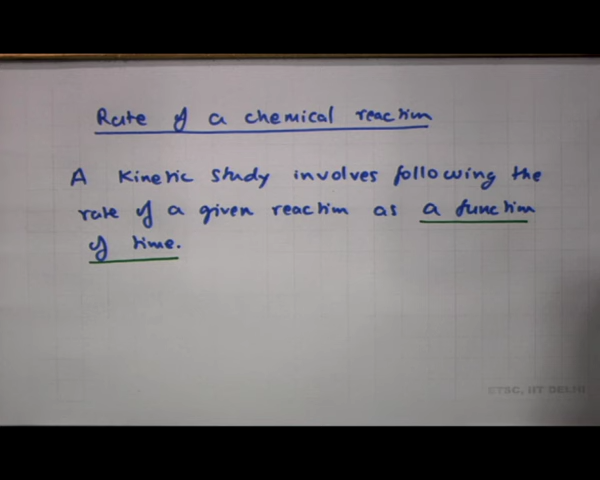 Rate of a chemical reaction
A kinetic study involves following the
rate of a given reaction as a function
of time.
ETSC, IIT DELHI